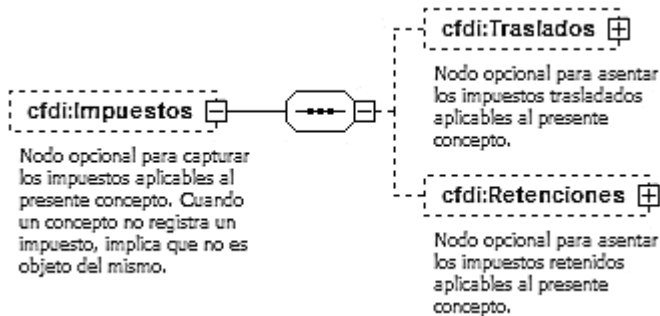 cfdi:Impuestos
Nodo opcional para capturar
los impuestos aplicables al
presente concepto. Cuando
un concepto no registra un
impuesto, implica que no es
objeto del mismo.
cfdi:Traslados
Nodo opcional para asentar
los impuestos trasladados
aplicables al presente
concepto.
cfdi:Retenciones
Nodo opcional para asentar
los impuestos retenidos
aplicables al presente
concepto.